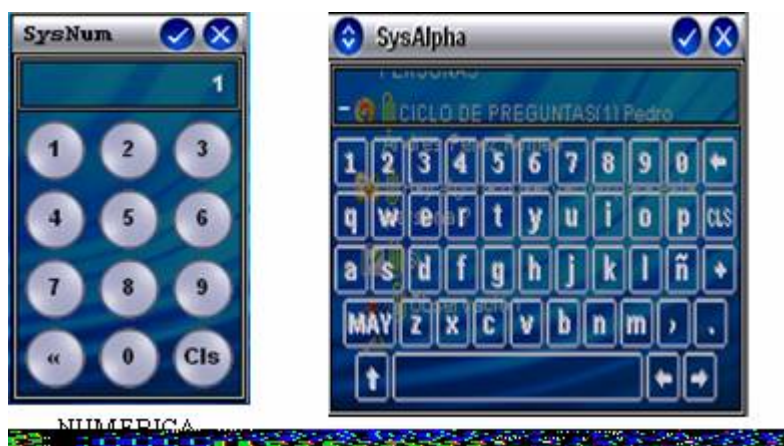 SysNum
1
1 2 3
4 5 6
7 8 9
« 0 Cls
NUMERICA
SysAlpha
PERSONAS
CICLO DE PREGUNTAS(1) Pedro
1 2 3 4 5 6 7 8 9 0
q w e r t y u i o p CLS
a s d f g h j k l ñ
MAY z x c v b n m , .